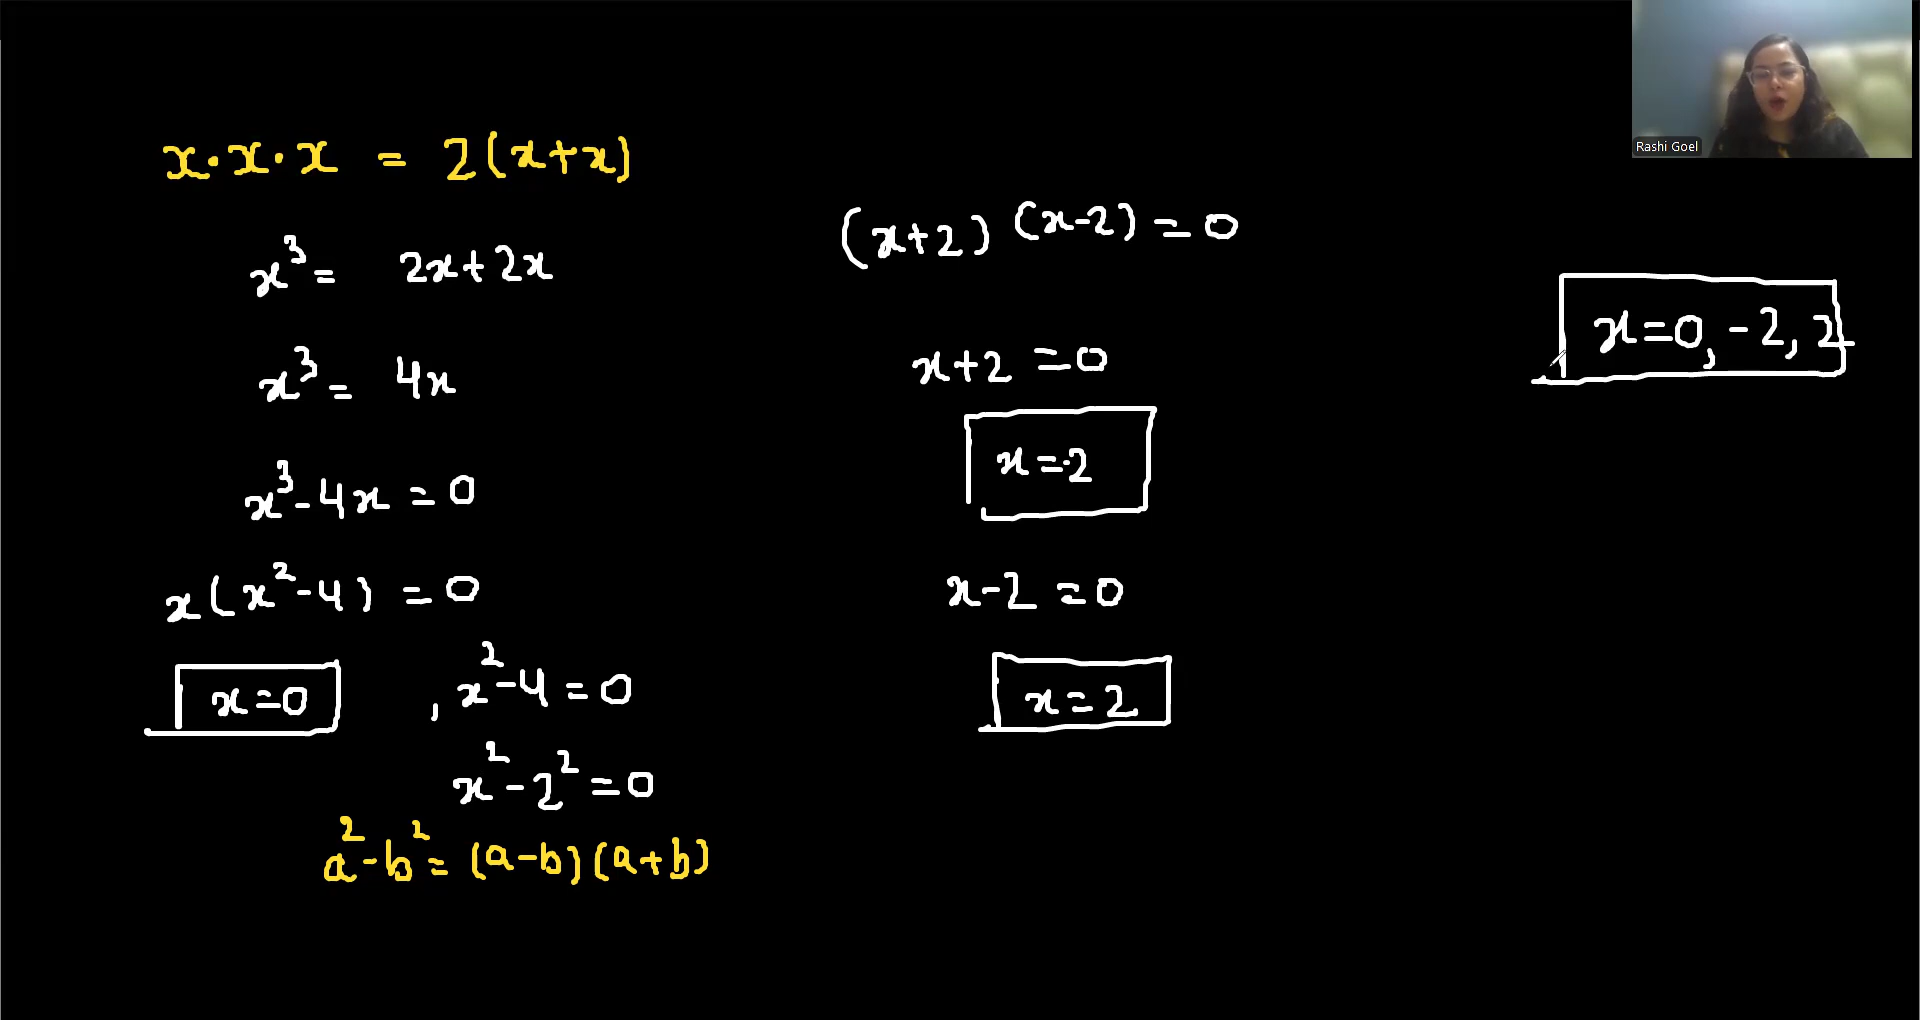 x·x·x = 2(x+x)
x³ = 2x+2x
x³ = 4x
x³-4x = 0
x(x²-4) = 0
x=0 , x²-4=0
x²-2²=0
a²-b²=(a-b)(a+b)
(x+2)(x-2)=0
x+2=0
x=-2
x-2=0
x=2
x=0,-2,2
Rashi Goel